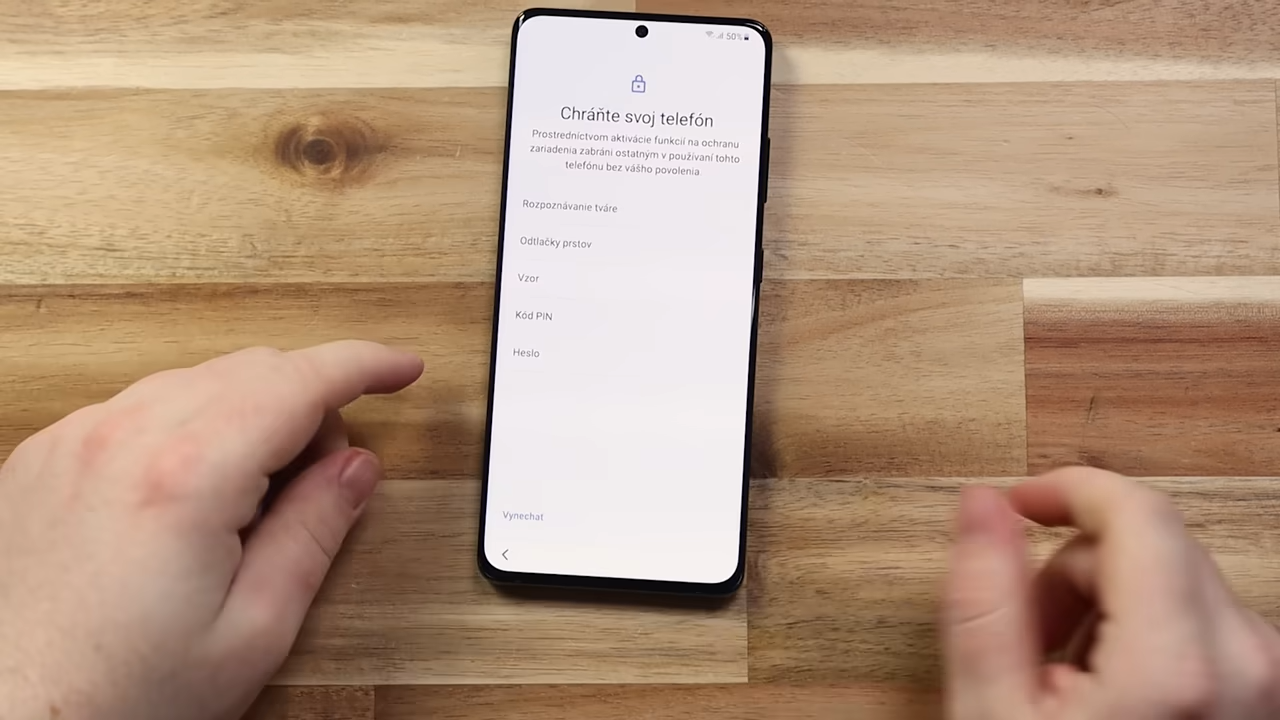 50%
Chráňte svoj telefón
Prostredníctvom aktivácie funkcií na ochranu
zariadenia zabráni ostatným v používaní tohto
telefónu bez vášho povolenia.
Rozpoznávanie tváre
Odtlačky prstov
Vzor
Kód PIN
Heslo
Vynechať